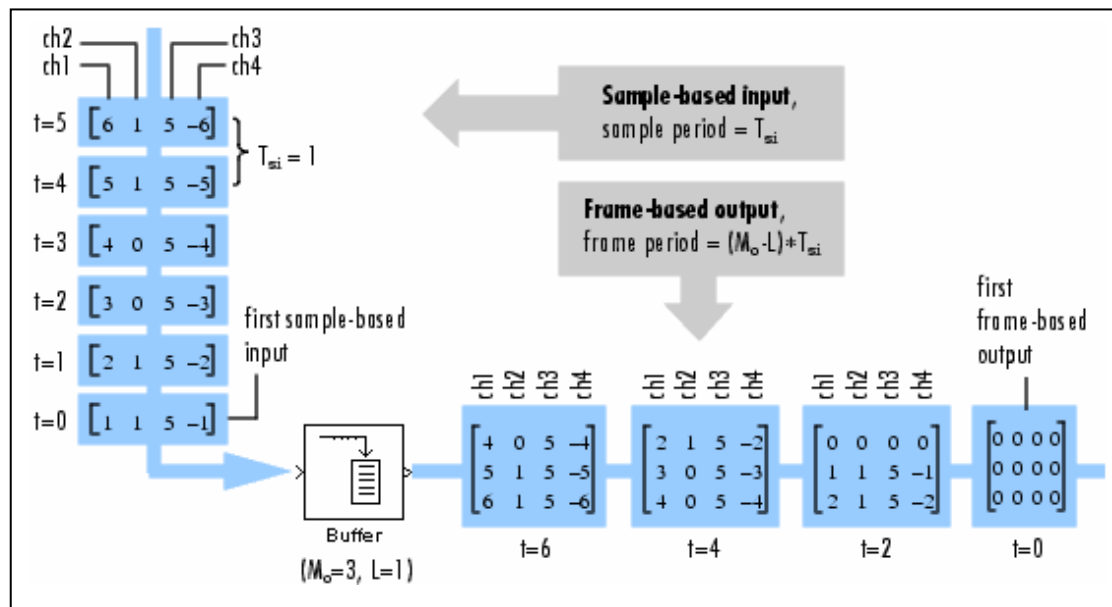 ch2
ch3
ch1
ch4
t=5 [6 1 5 −6]
T_si = 1
t=4 [5 1 5 −5]
t=3 [4 0 5 −4]
t=2 [3 0 5 −3]
t=1 [2 1 5 −2]
t=0 [1 1 5 −1]
first sample-based
input
Sample-based input,
sample period = T_si
Frame-based output,
frame period = (M_o-L)*T_si
first
frame-based
output
Buffer
(M_o=3, L=1)
ch1 ch2 ch3 ch4
4 0 5 −4
5 1 5 −5
6 1 5 −6
t=6
ch1 ch2 ch3 ch4
2 1 5 −2
3 0 5 −3
4 0 5 −4
t=4
ch1 ch2 ch3 ch4
0 0 0 0
1 1 5 −1
2 1 5 −2
t=2
0 0 0 0
0 0 0 0
0 0 0 0
t=0